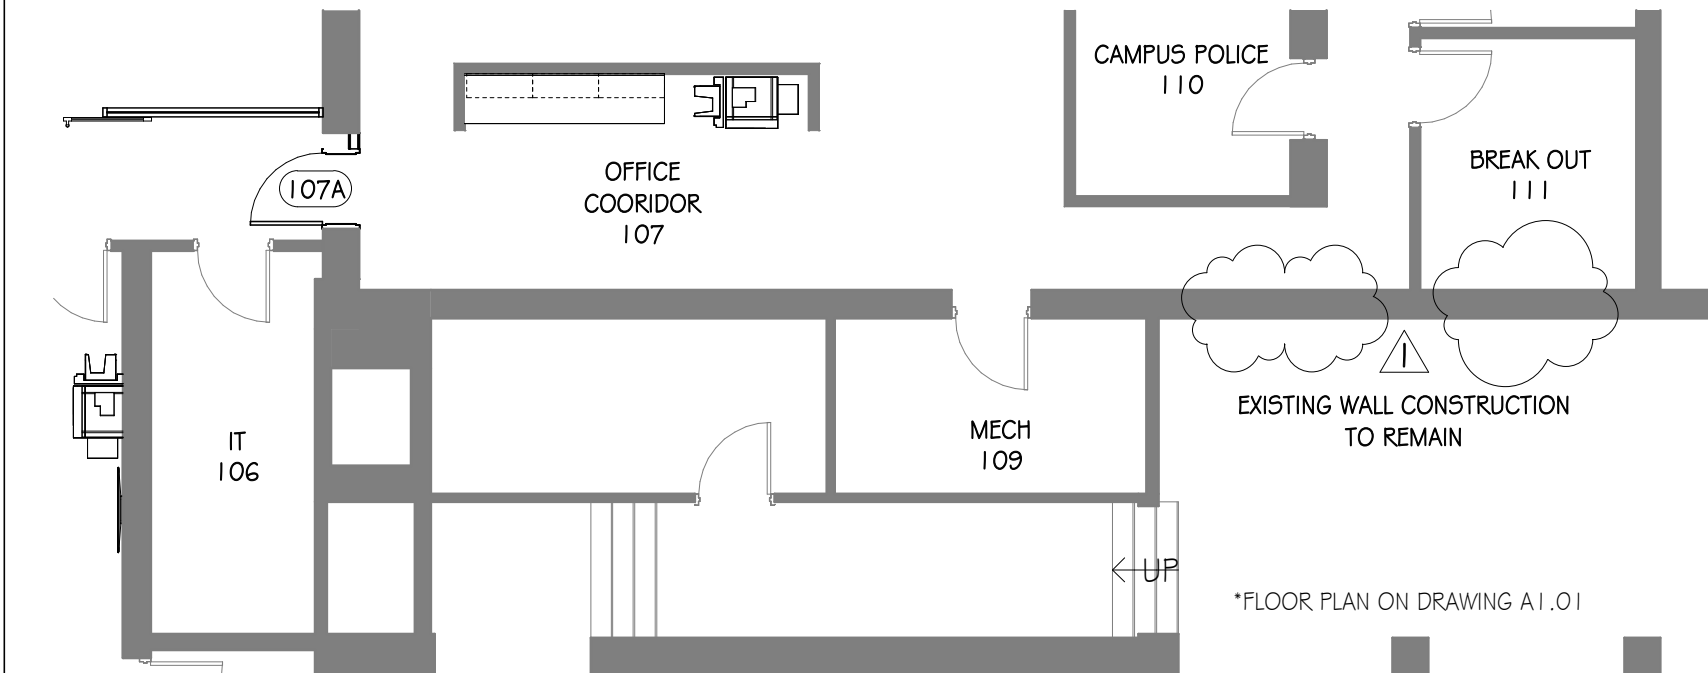 CAMPUS POLICE
110
BREAK OUT
111
OFFICE
COORIDOR
107
107A
1
EXISTING WALL CONSTRUCTION
TO REMAIN
MECH
109
IT
106
UP
*FLOOR PLAN ON DRAWING A1.01